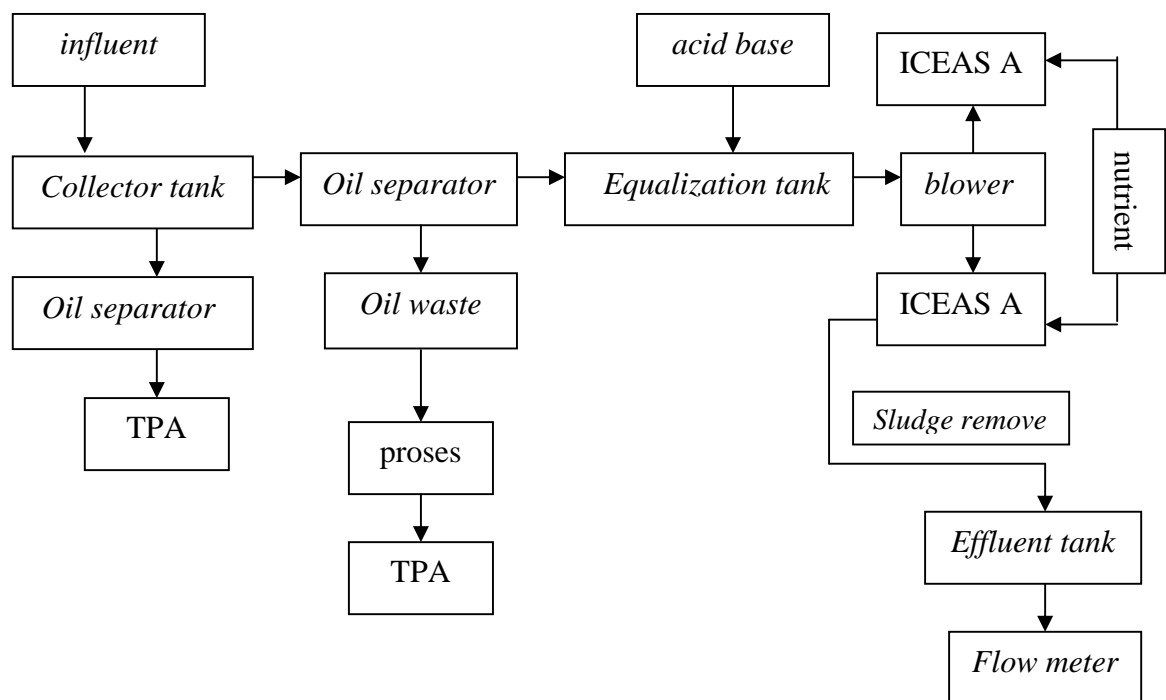 influent
acid base
ICEAS A
Collector tank
Oil separator
Equalization tank
blower
nutrient
Oil separator
Oil waste
ICEAS A
TPA
proses
Sludge remove
TPA
Effluent tank
Flow meter